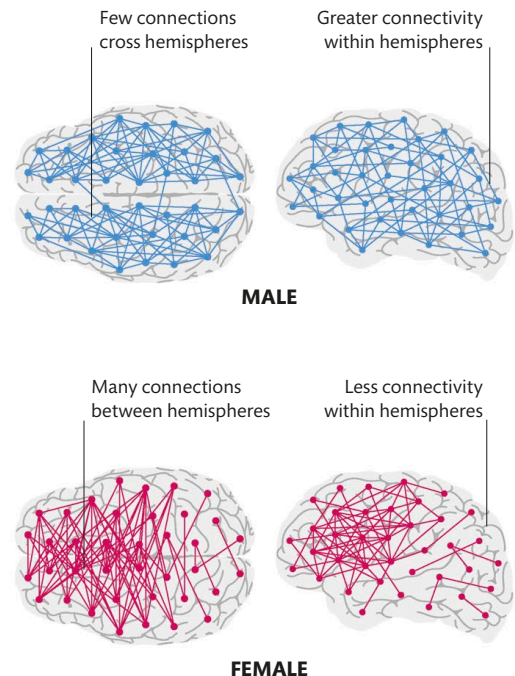 Few connections
cross hemispheres
Greater connectivity
within hemispheres
MALE
Many connections
between hemispheres
Less connectivity
within hemispheres
FEMALE